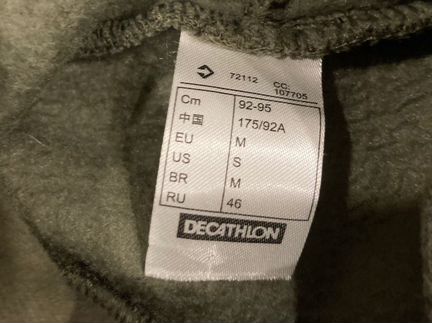 72112 CC:
107705
Cm 92-95
中国 175/92A
EU M
US S
BR M
RU 46
DECATHLON